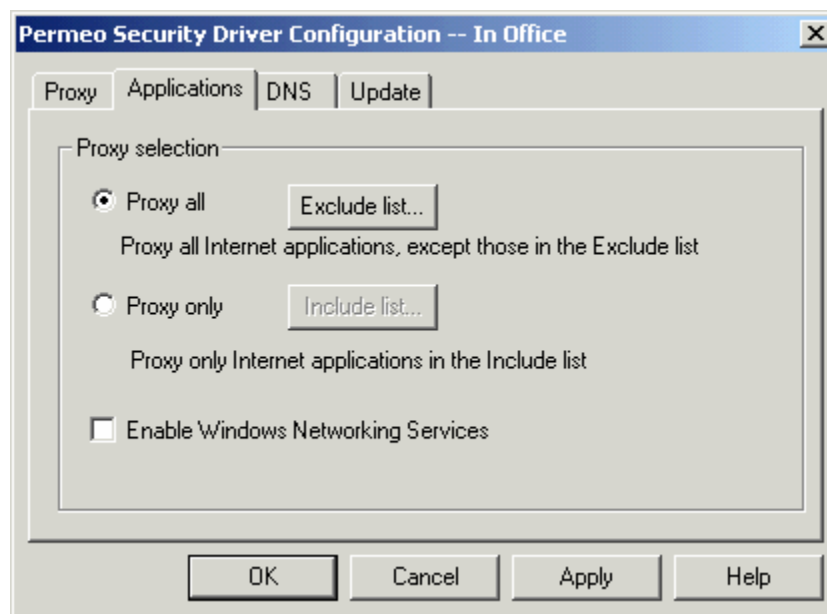 Permeo Security Driver Configuration -- In Office
Proxy Applications DNS Update
Proxy selection
Proxy all Exclude list...
Proxy all Internet applications, except those in the Exclude list
Proxy only Include list...
Proxy only Internet applications in the Include list
Enable Windows Networking Services
OK Cancel Apply Help